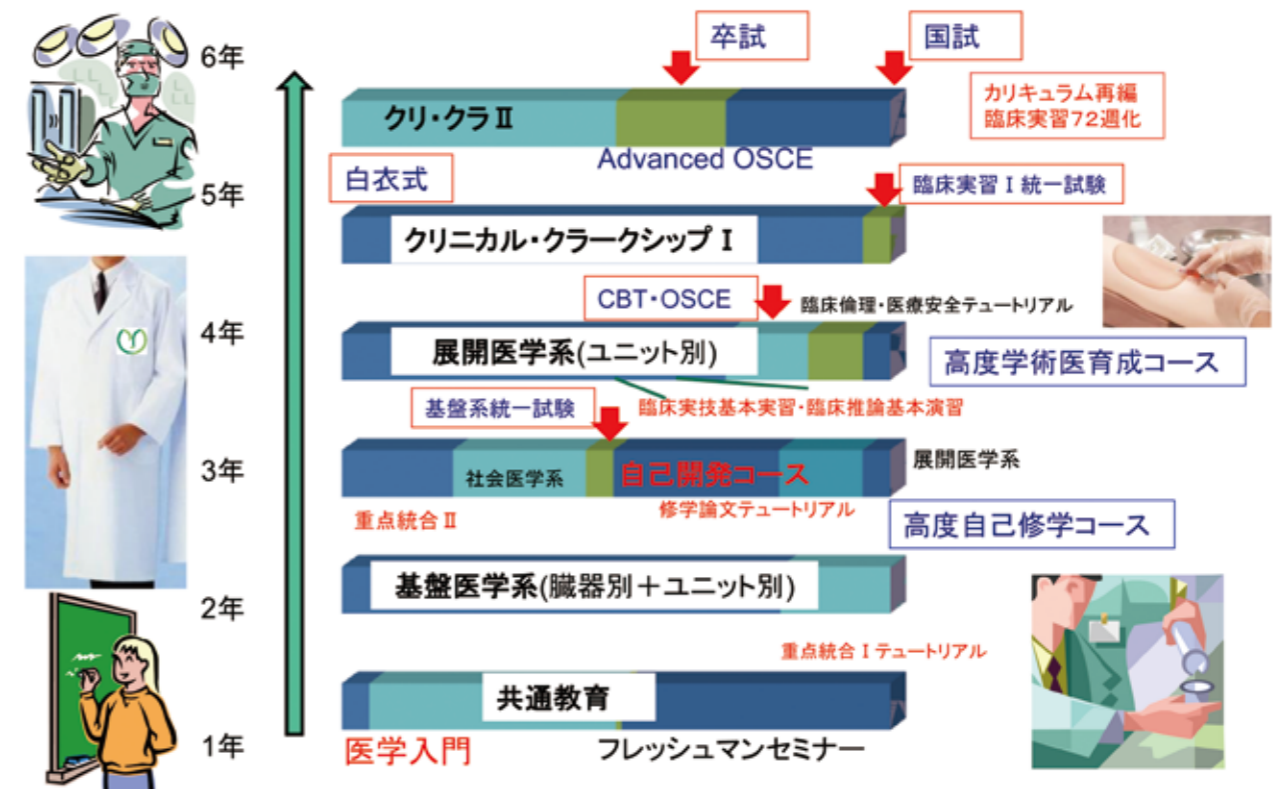 6年
卒試
国試
クリ・クラⅡ
カリキュラム再編
臨床実習72週化
Advanced OSCE
白衣式
5年
臨床実習Ⅰ統一試験
クリニカル・クラークシップⅠ
CBT・OSCE
臨床倫理・医療安全テュートリアル
4年
展開医学系(ユニット別)
高度学術医育成コース
基盤系統一試験
臨床実技基本実習・臨床推論基本演習
3年
社会医学系
自己開発コース
展開医学系
重点統合Ⅱ
修学論文テュートリアル
高度自己修学コース
基盤医学系(臓器別+ユニット別)
2年
重点統合Ⅰテュートリアル
共通教育
1年
医学入門
フレッシュマンセミナー